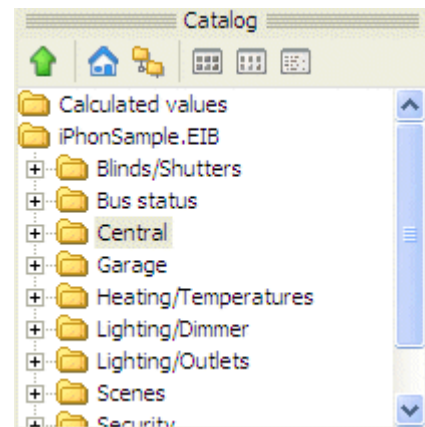 Catalog
Calculated values
iPhonSample.EIB
Blinds/Shutters
Bus status
Central
Garage
Heating/Temperatures
Lighting/Dimmer
Lighting/Outlets
Scenes
Security